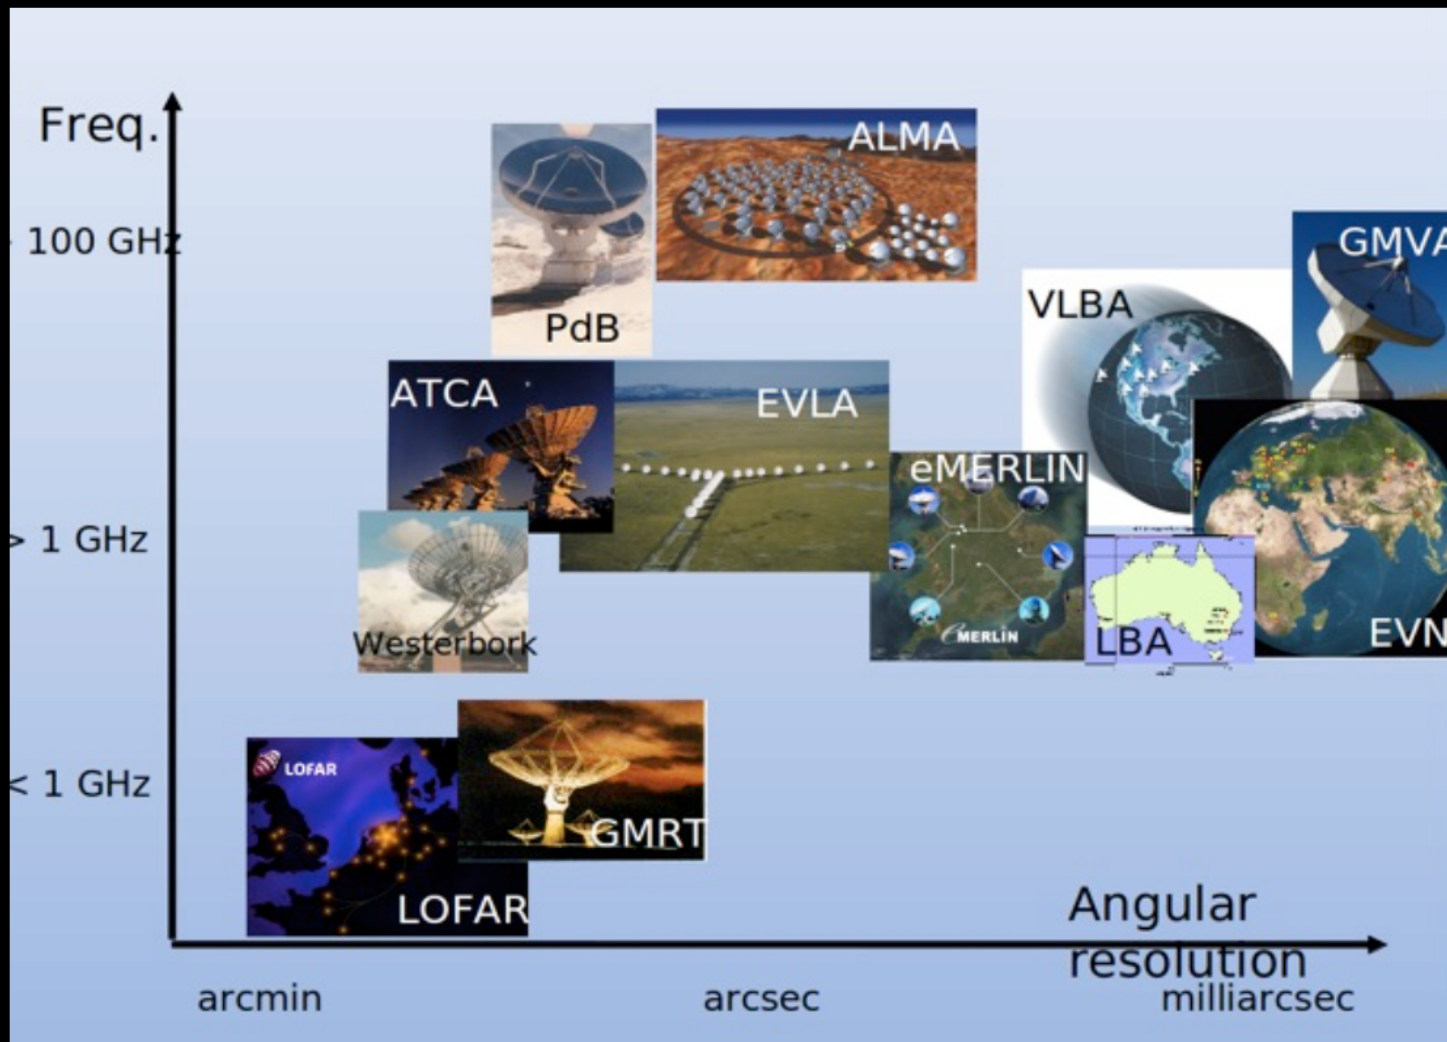 Freq.
100 GHz
> 1 GHz
< 1 GHz
PdB
ALMA
GMVA
VLBA
ATCA
EVLA
eMERLIN
eMERLIN
Westerbork
LBA
EVN
LOFAR
LOFAR
GMRT
Angular
resolution
arcmin
arcsec
milliarcsec